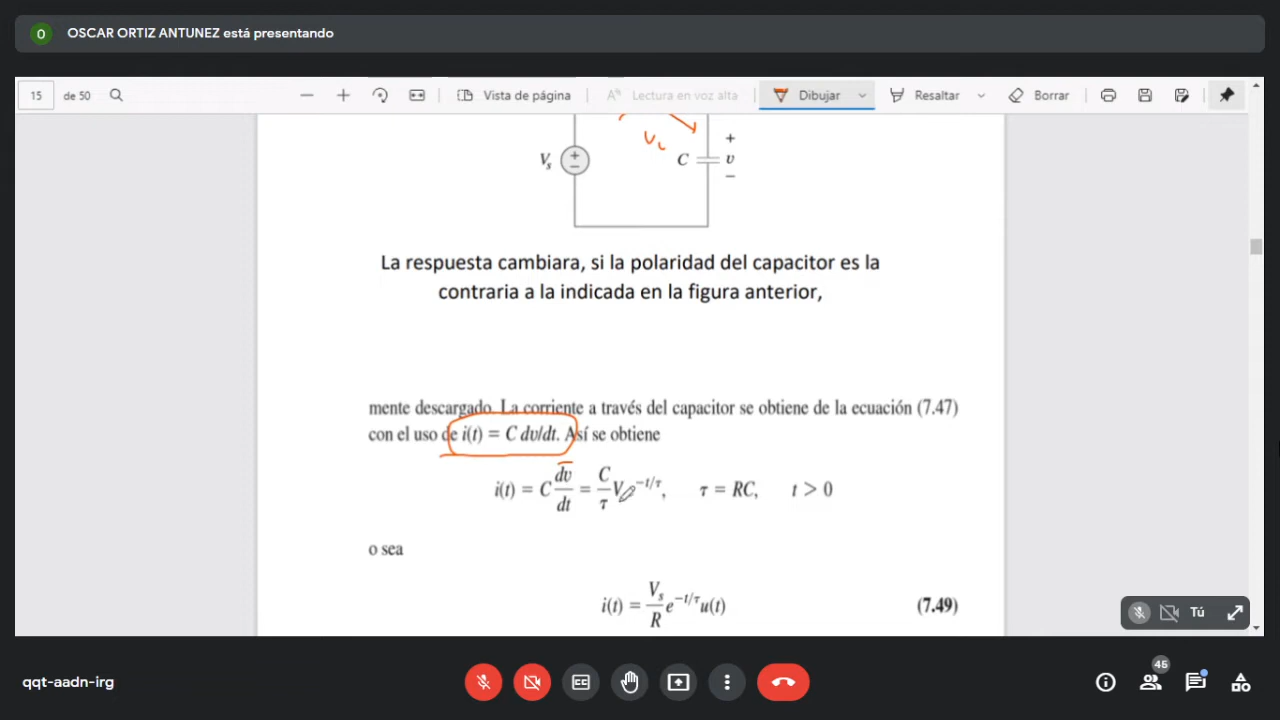 O OSCAR ORTIZ ANTUNEZ está presentando
15 de 50 Vista de página Lectura en voz alta Dibujar Resaltar Borrar
Vs + − C + v −
V
La respuesta cambiara, si la polaridad del capacitor es la
contraria a la indicada en la figura anterior,
mente descargado. La corriente a través del capacitor se obtiene de la ecuación (7.47)
con el uso de i(t) = C dv/dt. Así se obtiene
i(t) = C dv/dt = C/τ V e^−t/τ, τ = RC, t > 0
o sea
i(t) = Vs/R e^−t/τ u(t) (7.49)
Tú
qqt-aadn-irg
45